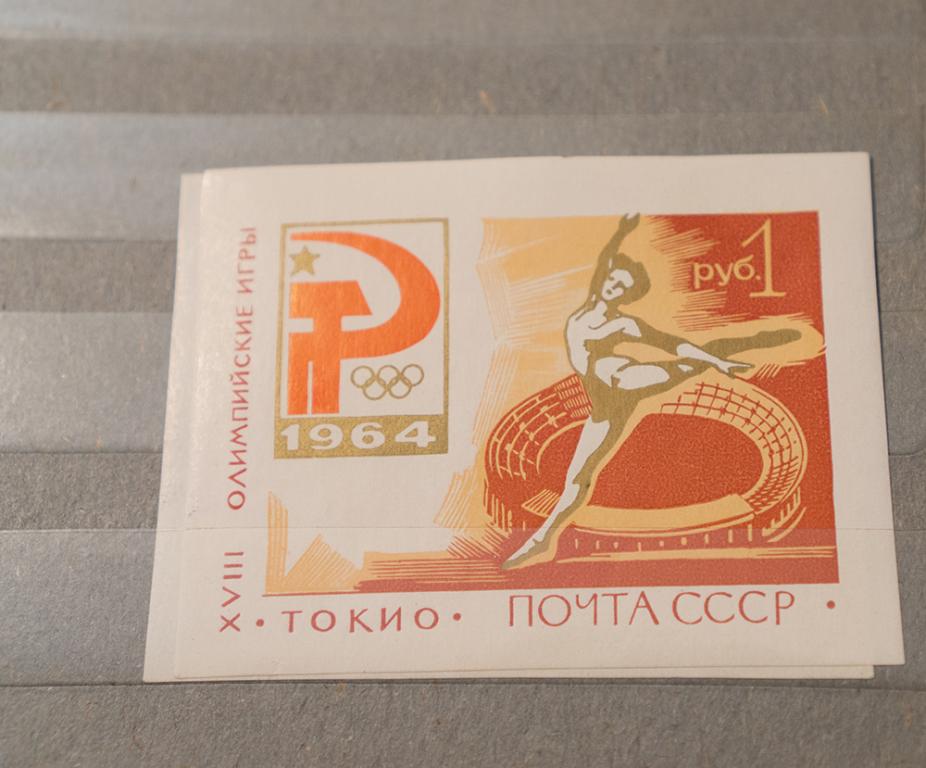 XVIII ОЛИМПИЙСКИЕ ИГРЫ
1964
руб.1
• ТОКИО • ПОЧТА СССР •